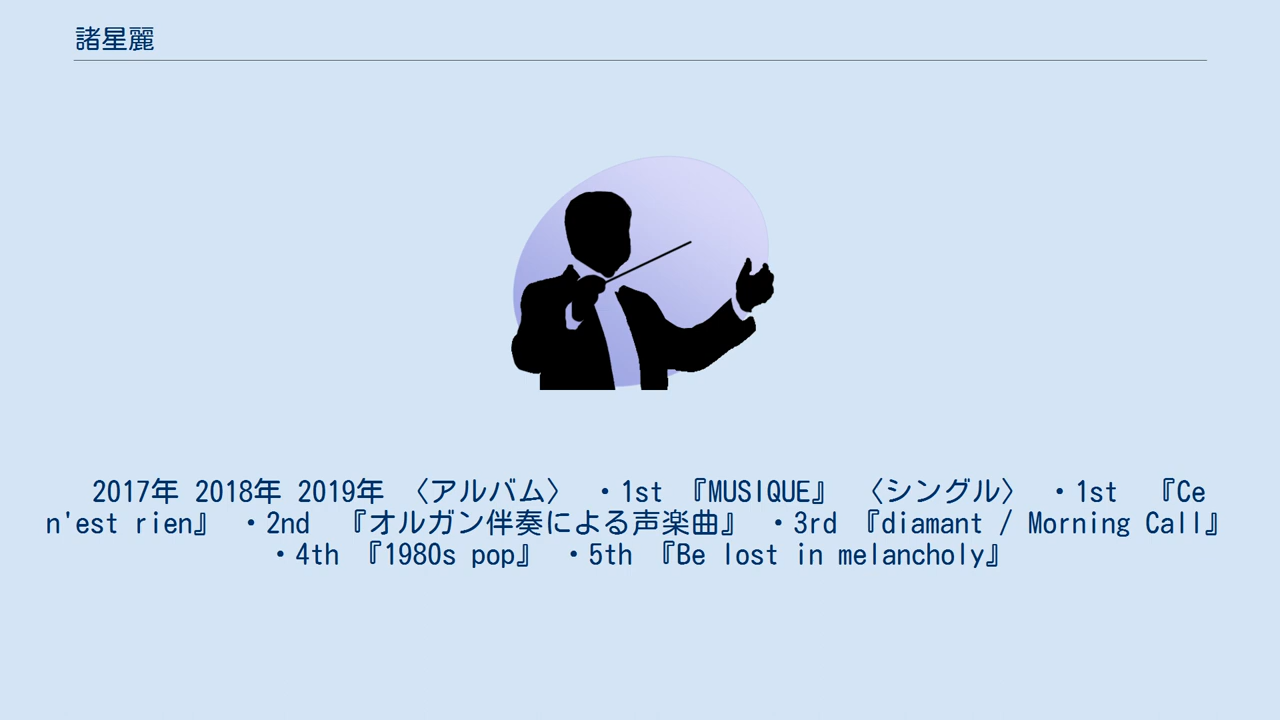 諸星麗
2017年 2018年 2019年 〈アルバム〉 ・1st 『MUSIQUE』 〈シングル〉 ・1st 『Ce
n'est rien』 ・2nd 『オルガン伴奏による声楽曲』 ・3rd 『diamant / Morning Call』
・4th 『1980s pop』 ・5th 『Be lost in melancholy』